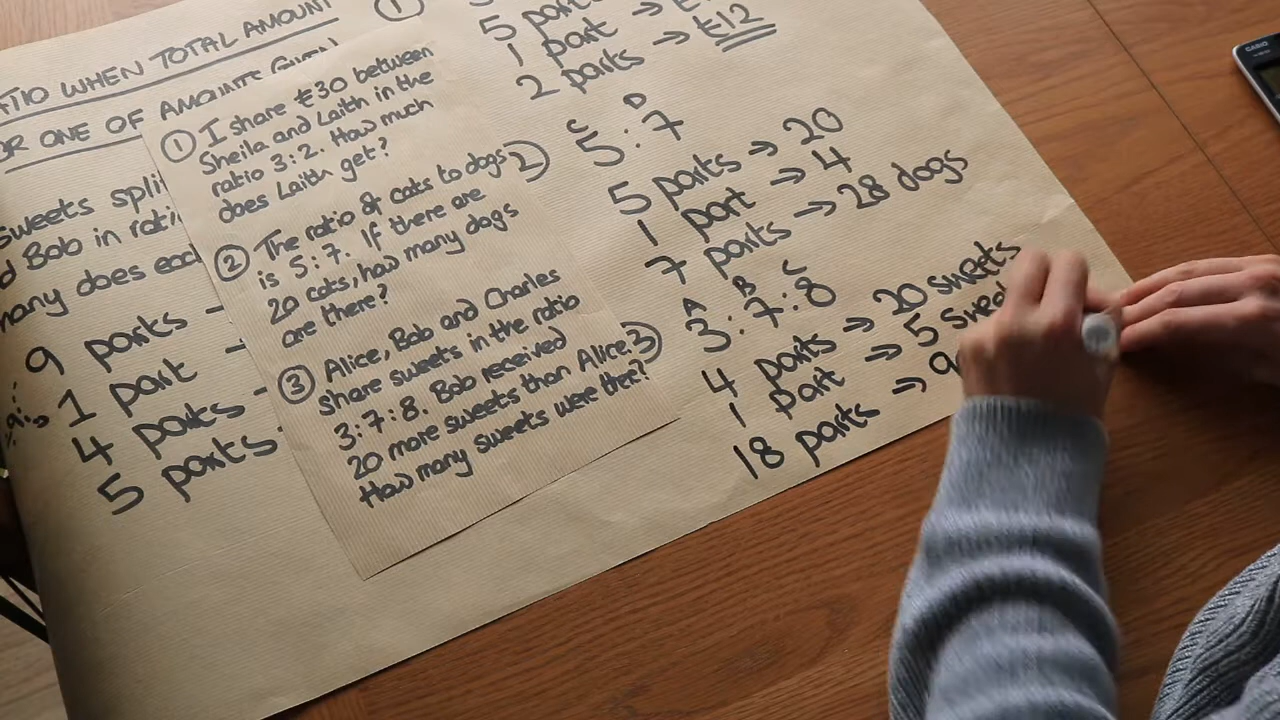 RATIO WHEN TOTAL AMOUNT
OR ONE OF AMOUNTS GIVEN
sweets
Bob in
many does each
9 parts
1 part
4 parts
5 parts
① I share £30 between
Sheila and Laith in the
ratio 3:2. How much
does Laith get?
② The ratio of cats to dogs
is 5:7. If there are
20 cats, how many dogs
are there?
③ Alice, Bob and Charles
share sweets in the ratio
3:7:8. Bob received
20 more sweets than Alice.
How many sweets were there?
①
5 parts →
1 part →
2 parts → £12
② C D
5:7
5 parts → 20
1 part → 4
7 parts → 28 dogs
③ A B C
3:7:8
4 parts → 20 sweets
1 part → 5
18 parts → 9
CASIO